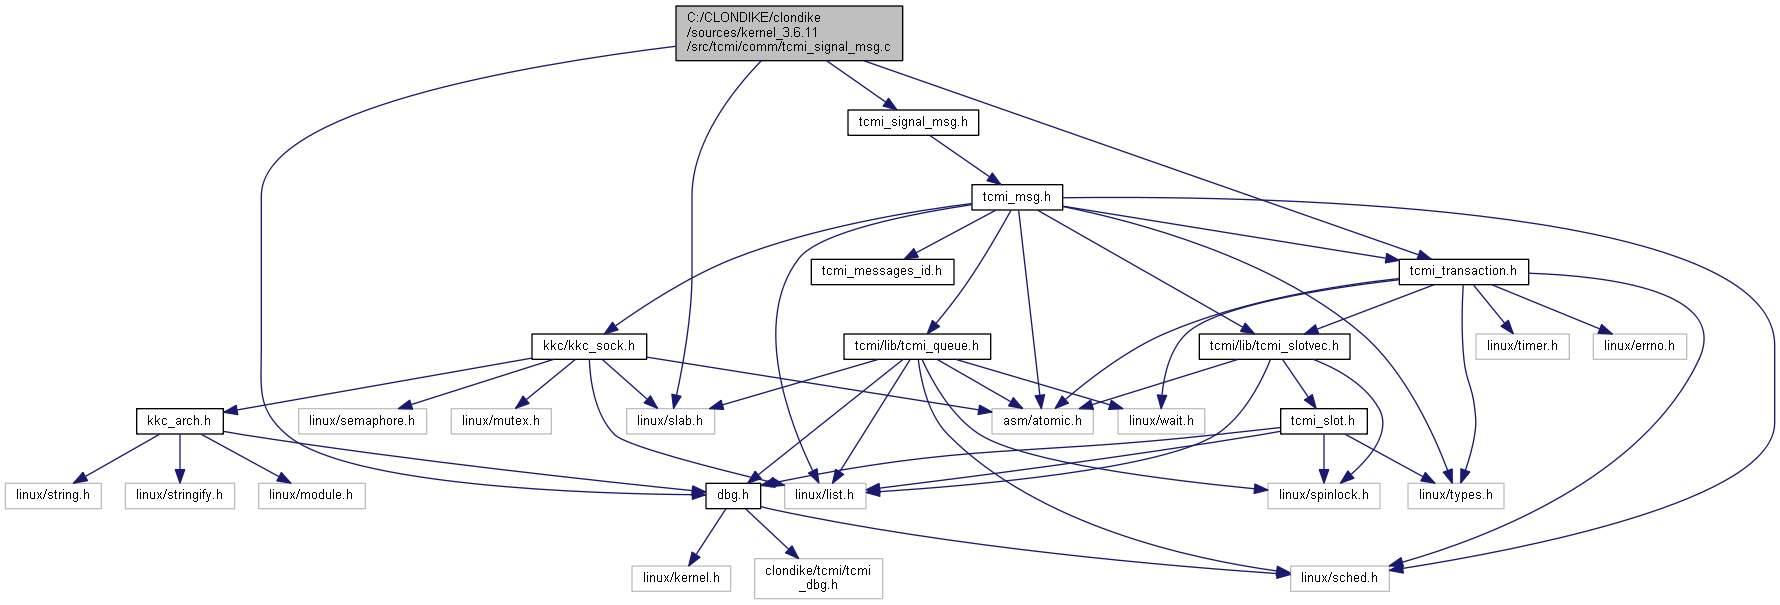 C:/CLONDIKE/clondike
/sources/kernel_3.6.11
/src/tcmi/comm/tcmi_signal_msg.c
tcmi_signal_msg.h
tcmi_msg.h
tcmi_messages_id.h
tcmi_transaction.h
kkc/kkc_sock.h
tcmi/lib/tcmi_queue.h
tcmi/lib/tcmi_slotvec.h
linux/timer.h
linux/errno.h
kkc_arch.h
linux/semaphore.h
linux/mutex.h
linux/slab.h
asm/atomic.h
linux/wait.h
tcmi_slot.h
linux/string.h
linux/stringify.h
linux/module.h
dbg.h
linux/list.h
linux/spinlock.h
linux/types.h
linux/kernel.h
clondike/tcmi/tcmi
_dbg.h
linux/sched.h